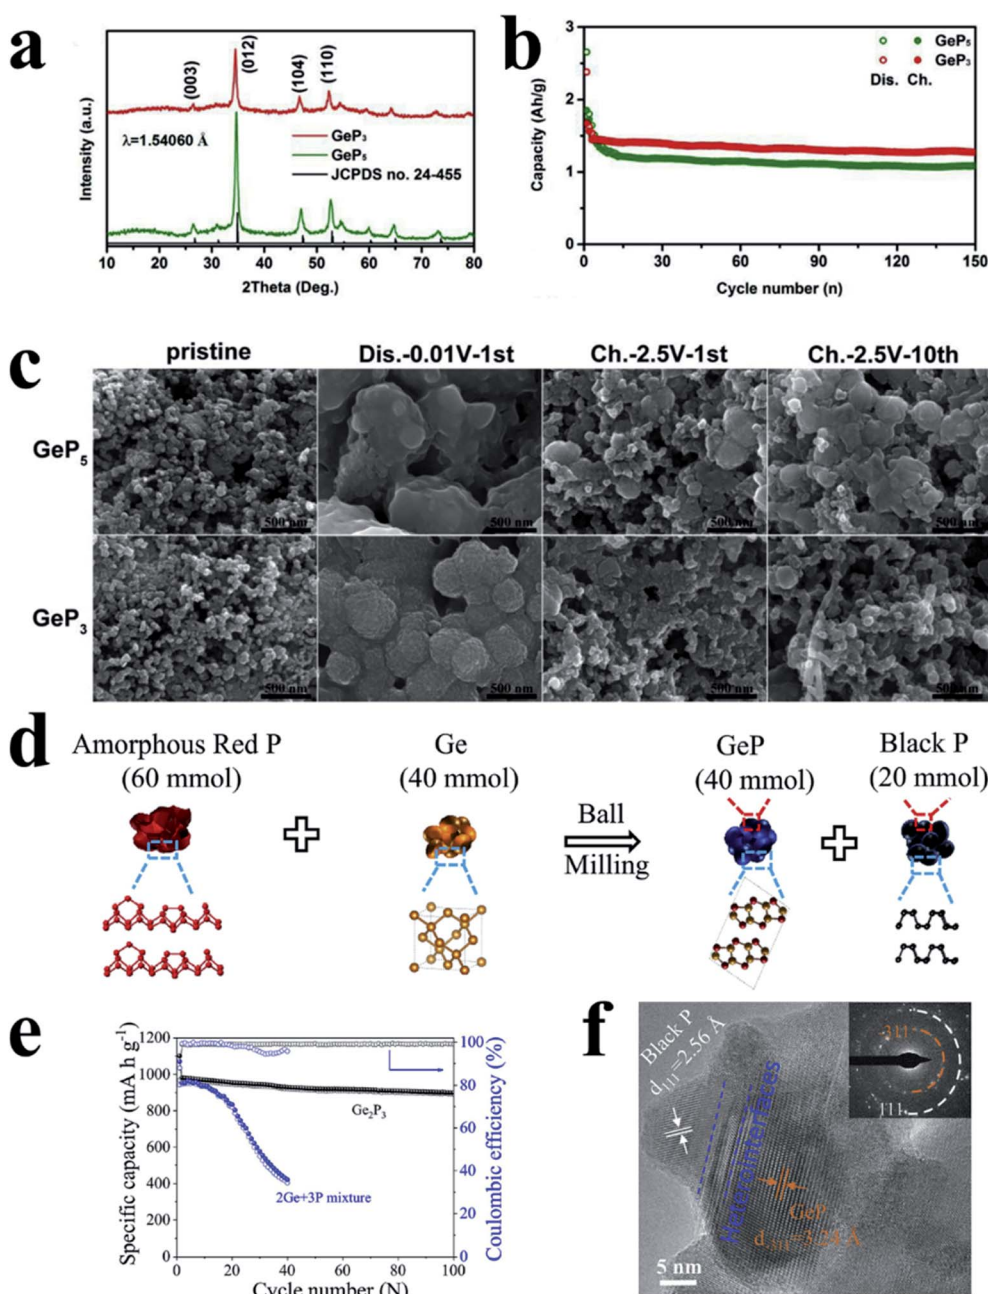 a
Intensity (a.u.)
(003)
(012)
(104)
(110)
λ=1.54060 Å
GeP₃
GeP₅
JCPDS no. 24-455
10 20 30 40 50 60 70 80
2Theta (Deg.)
b
Capacity (Ah/g)
3
2
1
0
GeP₅
GeP₃
Dis. Ch.
0 30 60 90 120 150
Cycle number (n)
c
pristine Dis.-0.01V-1st Ch.-2.5V-1st Ch.-2.5V-10th
GeP₅
500 nm 500 nm 500 nm 500 nm
GeP₃
500 nm 500 nm 500 nm 500 nm
d
Amorphous Red P
(60 mmol)
Ge
(40 mmol)
Ball
Milling
GeP
(40 mmol)
Black P
(20 mmol)
e
Specific capacity (mA h g⁻¹)
1200
1000
800
600
400
200
0
Ge₂P₃
2Ge+3P mixture
100
80
60
40
20
0
Coulombic efficiency (%)
0 20 40 60 80 100
Cycle number (N)
f
Black P
d₁₁₁=2.56 Å
Heterointerfaces
GeP
5 nm
111